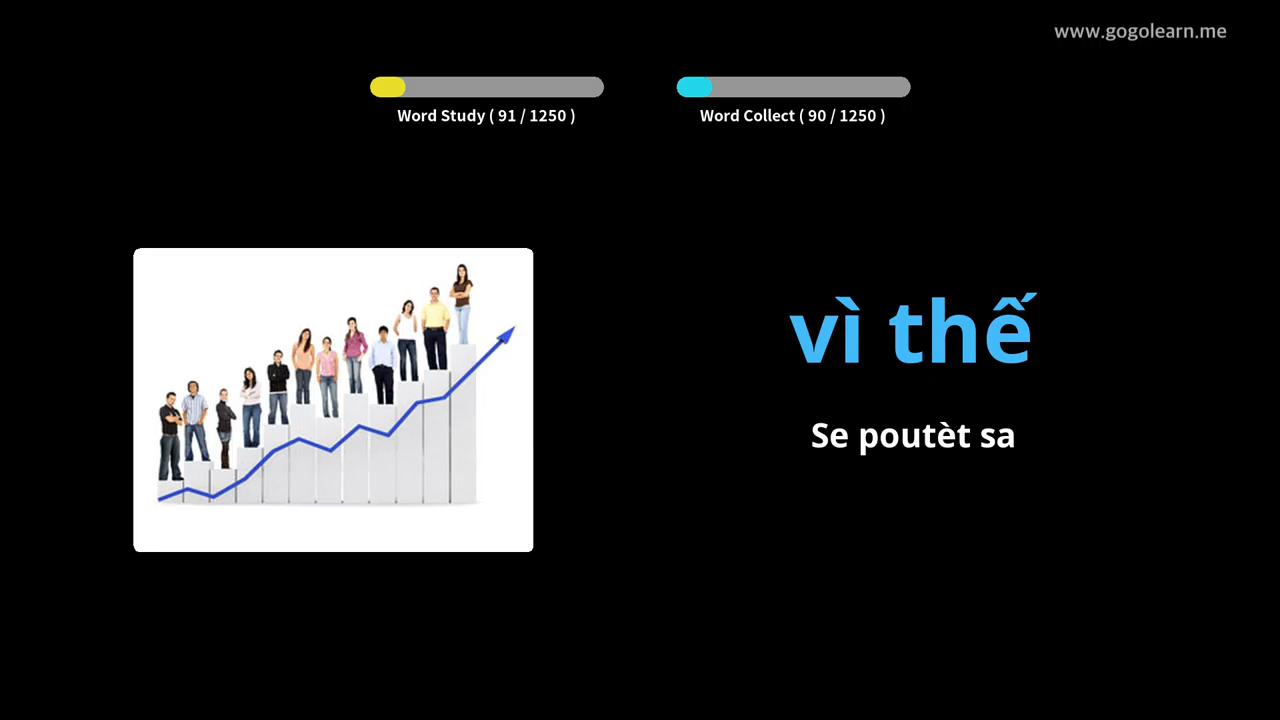 www.gogolearn.me
Word Study ( 91 / 1250 )
Word Collect ( 90 / 1250 )
vì thế
Se poutèt sa